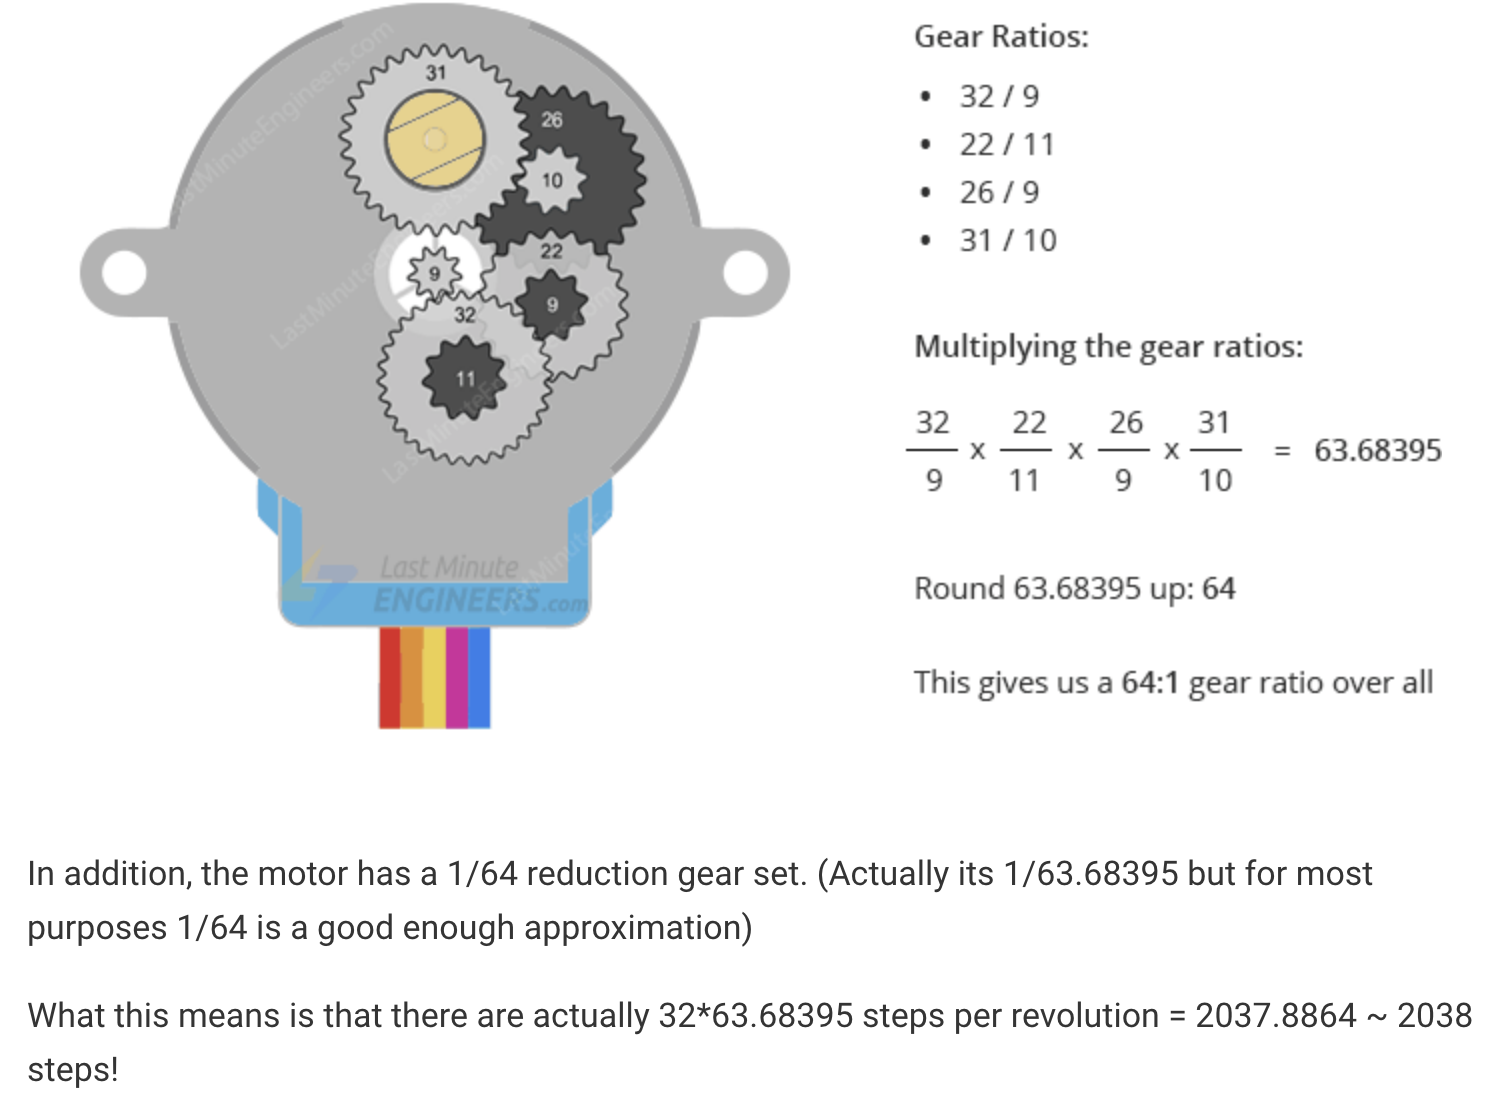 31
26
10
22
9
9
32
11
LastMinuteEngineers.com
Last Minute
ENGINEERS.com
Gear Ratios:
• 32 / 9
• 22 / 11
• 26 / 9
• 31 / 10
Multiplying the gear ratios:
32 22 26 31
x x x = 63.68395
9 11 9 10
Round 63.68395 up: 64
This gives us a 64:1 gear ratio over all
In addition, the motor has a 1/64 reduction gear set. (Actually its 1/63.68395 but for most
purposes 1/64 is a good enough approximation)
What this means is that there are actually 32*63.68395 steps per revolution = 2037.8864 ~ 2038
steps!